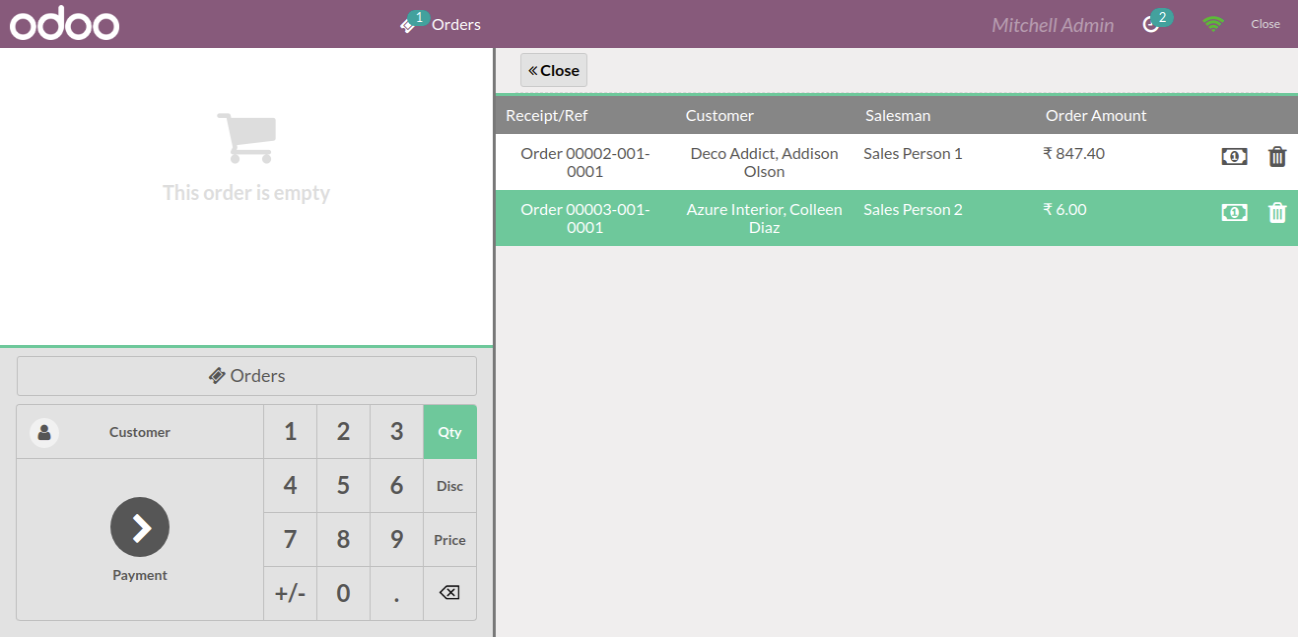 odoo
1
Orders
Mitchell Admin
2
Close
This order is empty
Orders
Customer
1 2 3 Qty
4 5 6 Disc
7 8 9 Price
+/- 0 .
Payment
« Close
Receipt/Ref Customer Salesman Order Amount
Order 00002-001- Deco Addict, Addison Sales Person 1 ₹ 847.40
0001 Olson
Order 00003-001- Azure Interior, Colleen Sales Person 2 ₹ 6.00
0001 Diaz